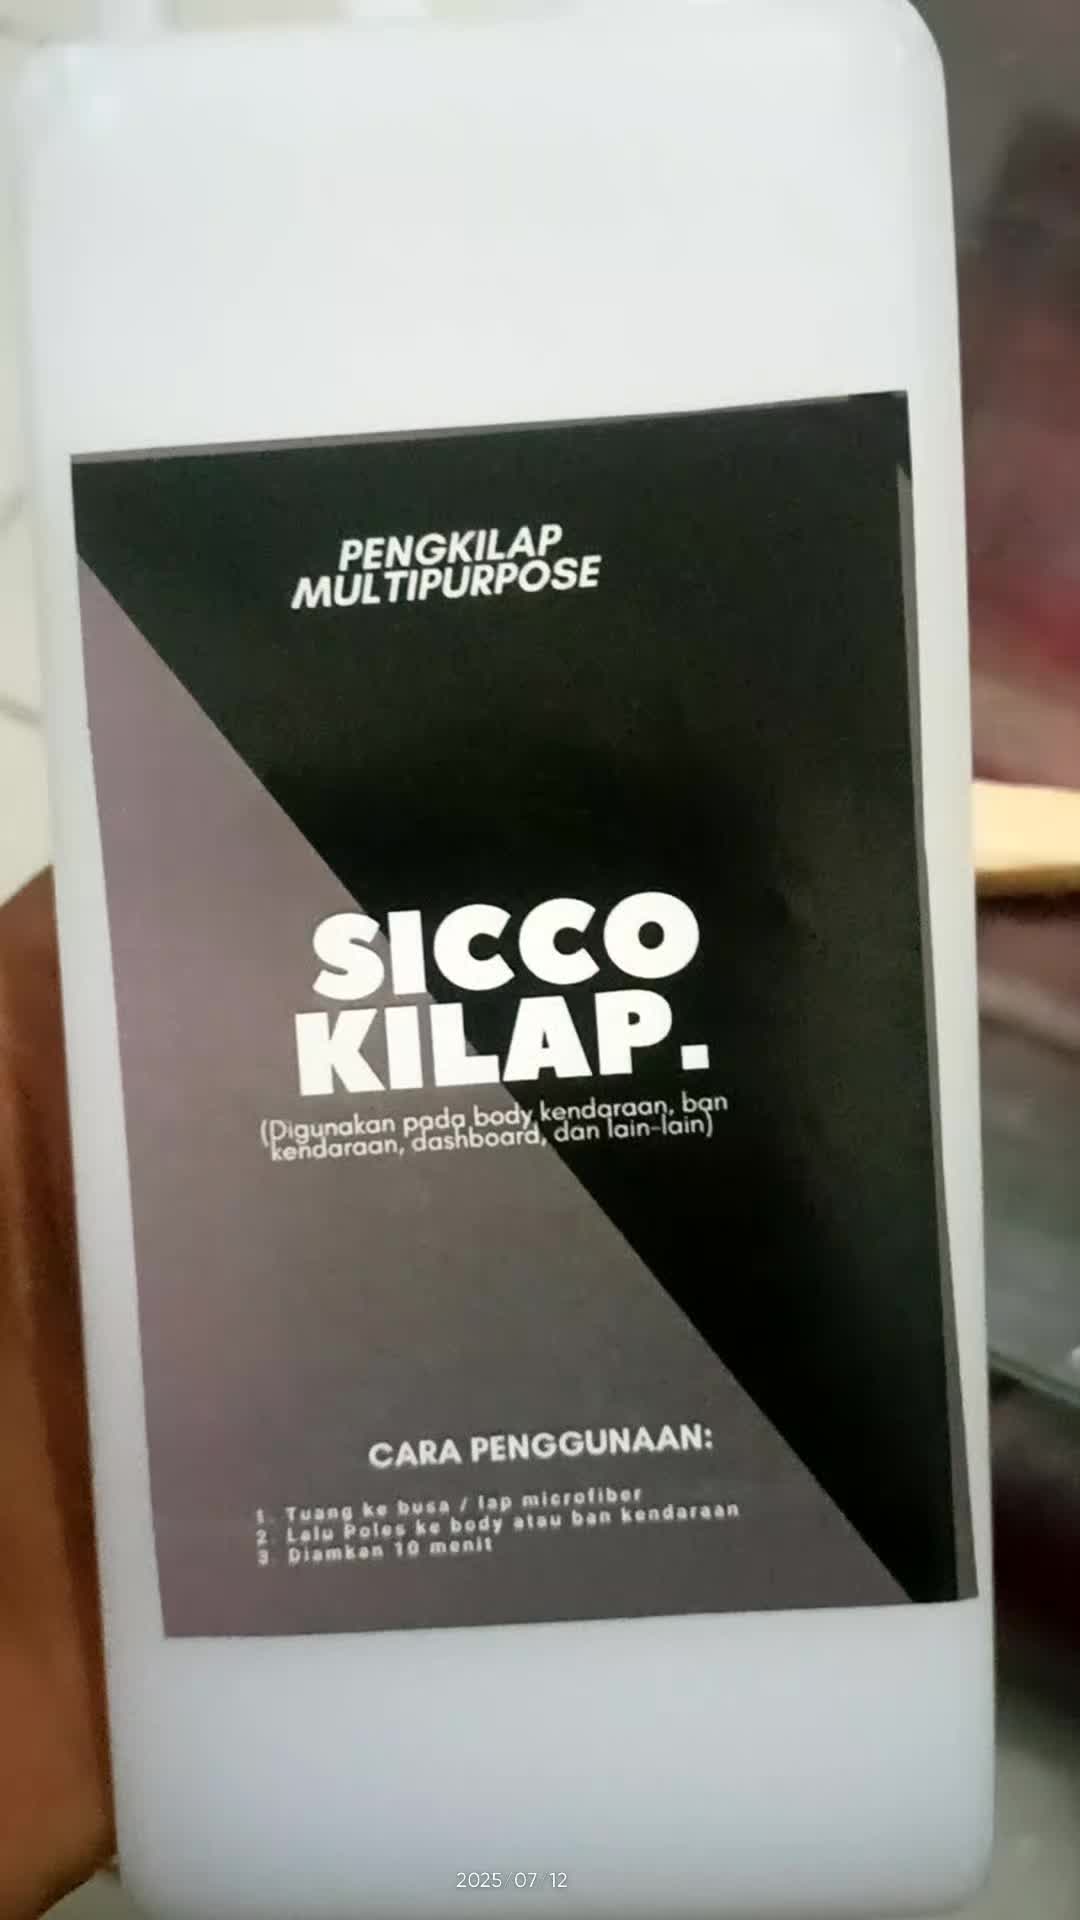 PENGKILAP
MULTIPURPOSE
SICCO
KILAP.
(Digunakan pada body kendaraan, ban
kendaraan, dashboard, dan lain-lain)
CARA PENGGUNAAN:
1. Tuang ke busa / lap microfiber
2. Lalu Poles ke body atau ban kendaraan
3. Diamkan 10 menit
2025/07/12